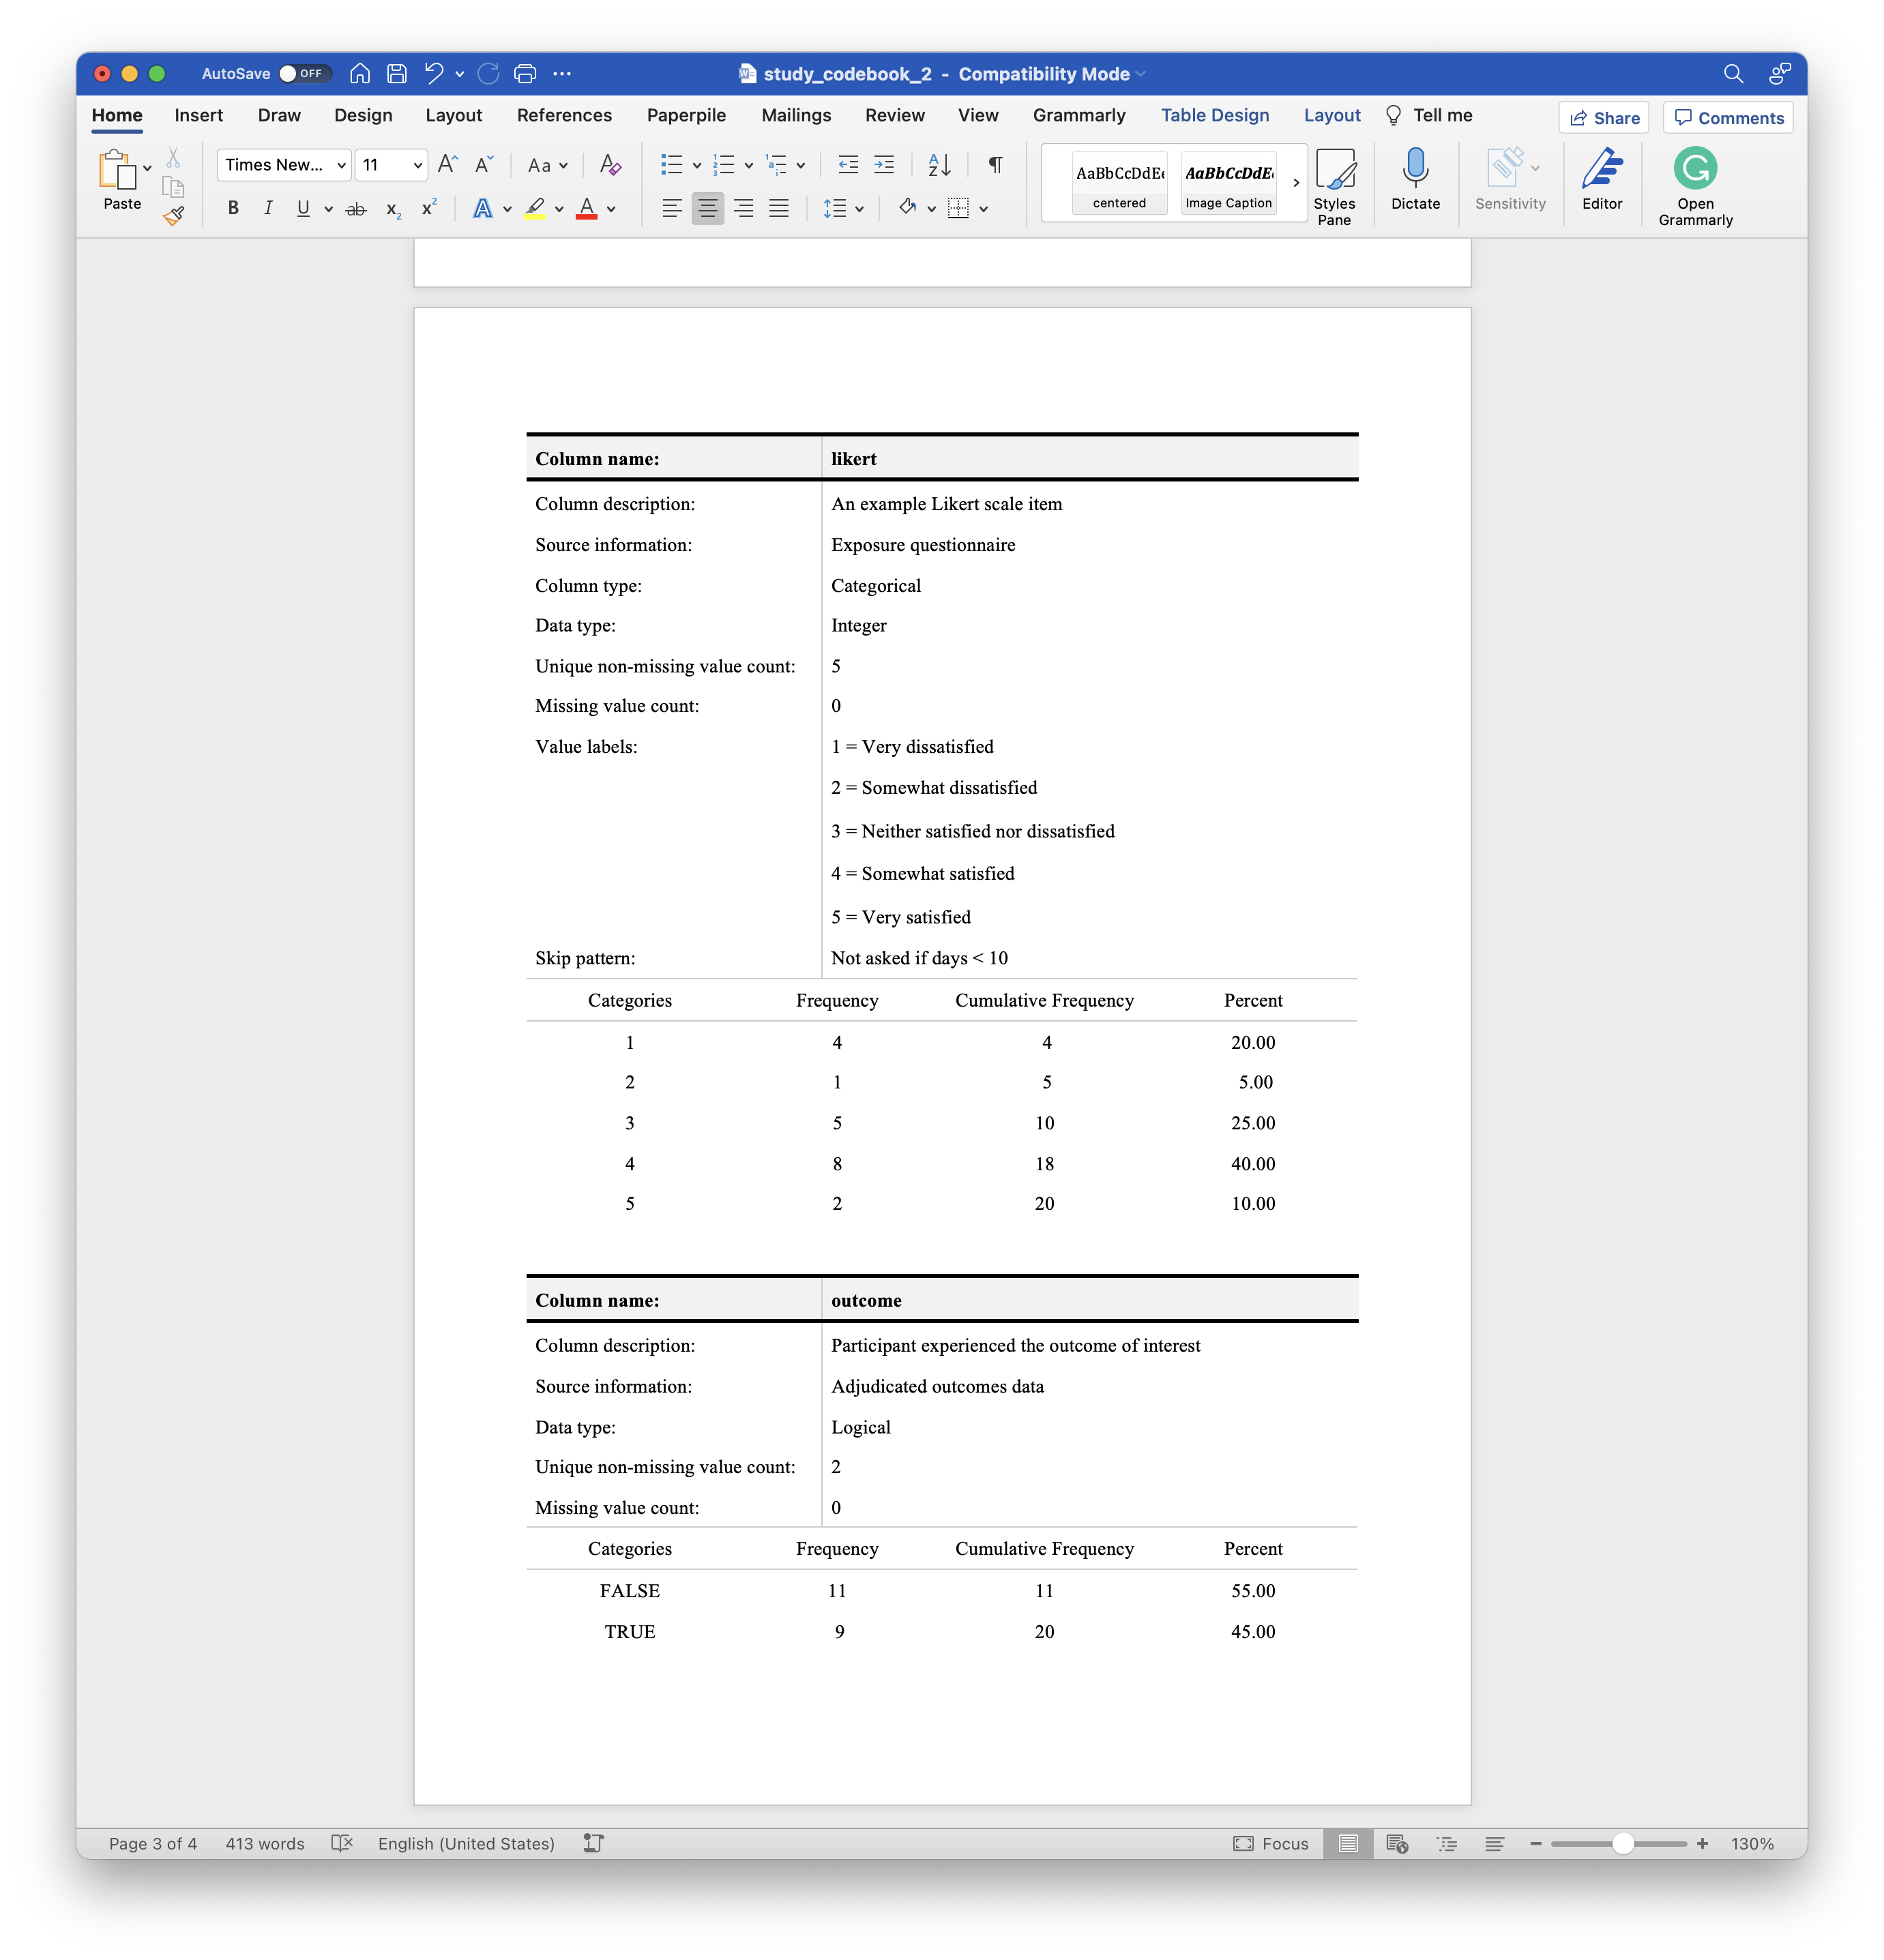 AutoSave OFF study_codebook_2 - Compatibility Mode
Home Insert Draw Design Layout References Paperpile Mailings Review View Grammarly Table Design Layout Tell me Share Comments
Paste Times New... 11 Aa AaBbCcDdEe AaBbCcDdE
centered Image Caption Styles Pane Dictate Sensitivity Editor Open Grammarly
Column name: likert
Column description: An example Likert scale item
Source information: Exposure questionnaire
Column type: Categorical
Data type: Integer
Unique non-missing value count: 5
Missing value count: 0
Value labels: 1 = Very dissatisfied
2 = Somewhat dissatisfied
3 = Neither satisfied nor dissatisfied
4 = Somewhat satisfied
5 = Very satisfied
Skip pattern: Not asked if days < 10
Categories Frequency Cumulative Frequency Percent
1 4 4 20.00
2 1 5 5.00
3 5 10 25.00
4 8 18 40.00
5 2 20 10.00
Column name: outcome
Column description: Participant experienced the outcome of interest
Source information: Adjudicated outcomes data
Data type: Logical
Unique non-missing value count: 2
Missing value count: 0
Categories Frequency Cumulative Frequency Percent
FALSE 11 11 55.00
TRUE 9 20 45.00
Page 3 of 4 413 words English (United States) Focus 130%